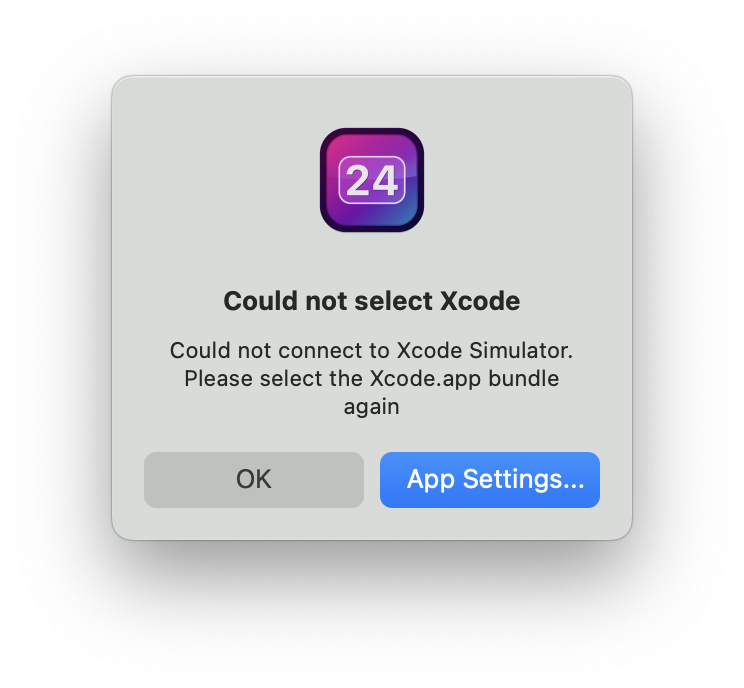 24
Could not select Xcode
Could not connect to Xcode Simulator.
Please select the Xcode.app bundle
again
OK
App Settings...